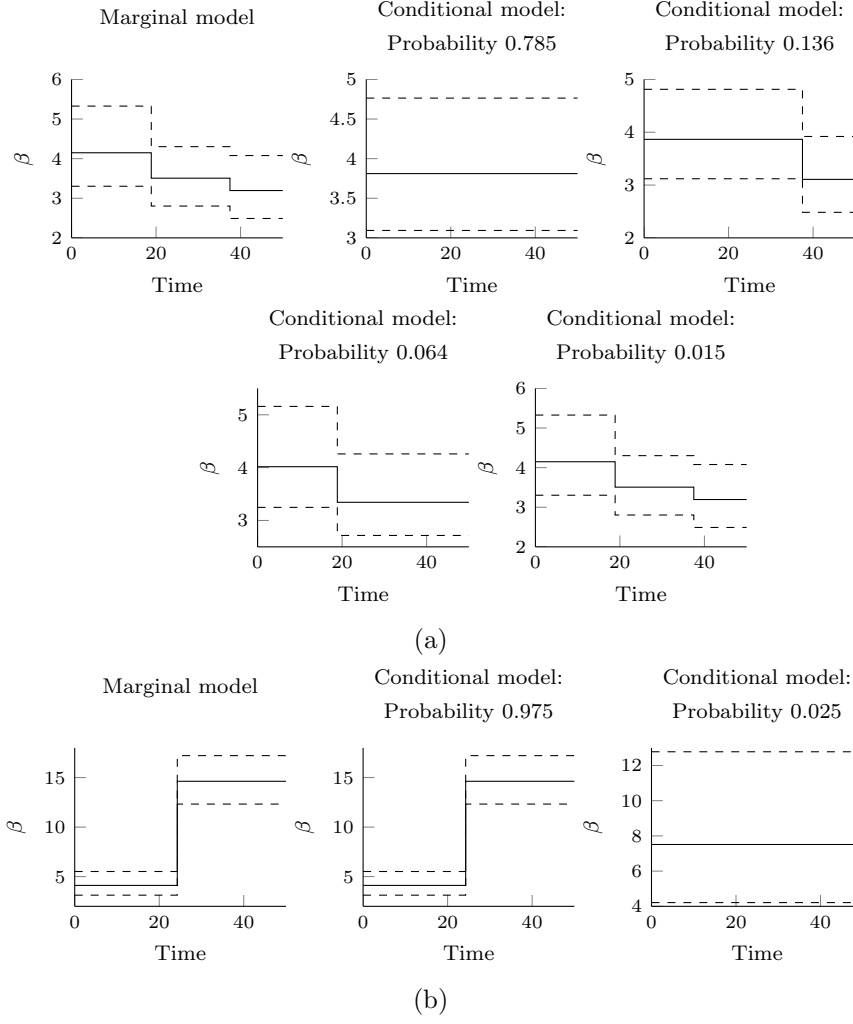 Marginal model
Conditional model:
Probability 0.785
Conditional model:
Probability 0.136
6
5
4
3
2
β
0
20
40
Time
5
4.5
4
3.5
3
β
0
20
40
Time
5
4
3
2
β
0
20
40
Time
Conditional model:
Probability 0.064
Conditional model:
Probability 0.015
5
4
3
β
0
20
40
Time
6
5
4
3
2
β
0
20
40
Time
(a)
Marginal model
Conditional model:
Probability 0.975
Conditional model:
Probability 0.025
15
10
5
β
0
20
40
Time
15
10
5
β
0
20
40
Time
12
10
8
6
4
β
0
20
40
Time
(b)